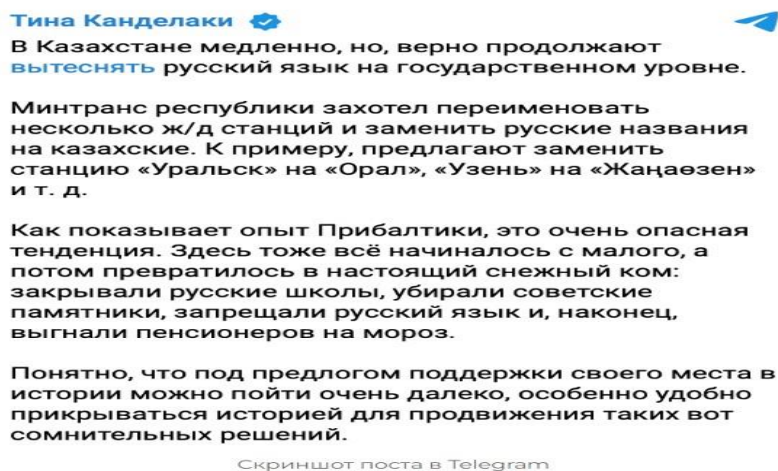 Тина Канделаки
В Казахстане медленно, но, верно продолжают
вытеснять русский язык на государственном уровне.
Минтранс республики захотел переименовать
несколько ж/д станций и заменить русские названия
на казахские. К примеру, предлагают заменить
станцию «Уральск» на «Орал», «Узень» на «Жаңаөзен»
и т. д.
Как показывает опыт Прибалтики, это очень опасная
тенденция. Здесь тоже всё начиналось с малого, а
потом превратилось в настоящий снежный ком:
закрывали русские школы, убирали советские
памятники, запрещали русский язык и, наконец,
выгнали пенсионеров на мороз.
Понятно, что под предлогом поддержки своего места в
истории можно пойти очень далеко, особенно удобно
прикрываться историей для продвижения таких вот
сомнительных решений.
Скриншот поста в Telegram